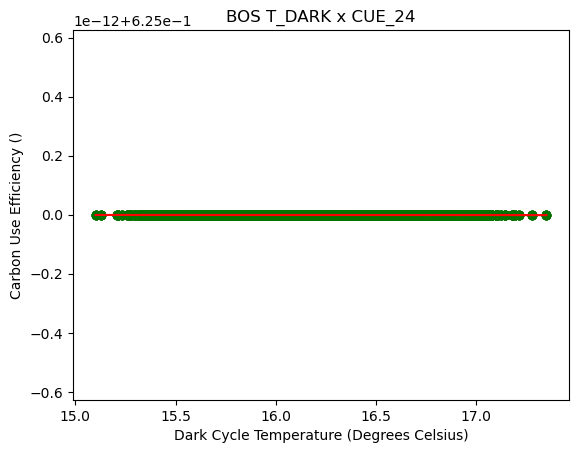 BOS T_DARK x CUE_24
1e−12+6.25e−1
0.6
0.4
0.2
0.0
−0.2
−0.4
−0.6
Carbon Use Efficiency ()
15.0 15.5 16.0 16.5 17.0
Dark Cycle Temperature (Degrees Celsius)